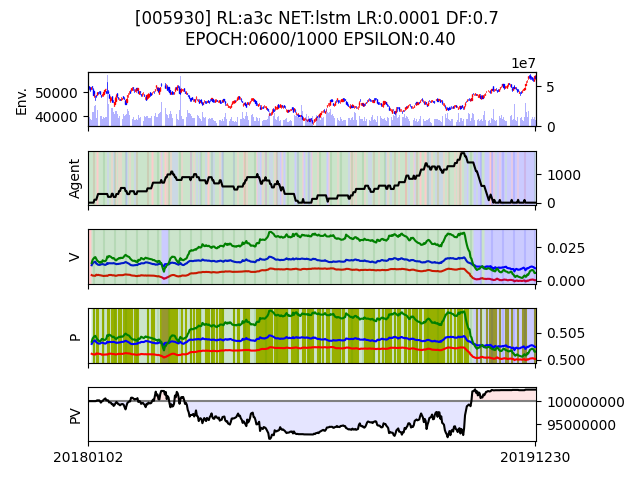 [005930] RL:a3c NET:lstm LR:0.0001 DF:0.7
EPOCH:0600/1000 EPSILON:0.40
1e7
Env.
50000
40000
5
0
Agent
1000
0
V
0.025
0.000
P
0.505
0.500
PV
100000000
95000000
20180102
20191230